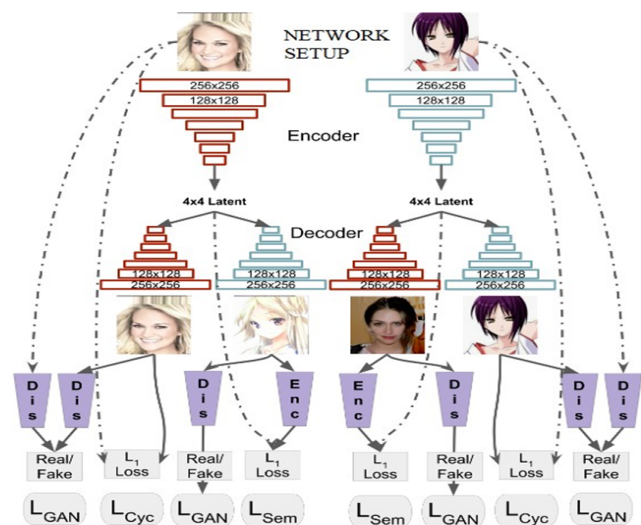 NETWORK
SETUP
256x256 256x256
128x128 128x128
Encoder
4x4 Latent 4x4 Latent
Decoder
128x128 128x128 128x128 128x128
256x256 256x256 256x256 256x256
Dis Dis Dis Enc Enc Dis Dis Dis
Real/ L1 Real/ L1 L1 Real/ L1 Real/
Fake Loss Fake Loss Loss Fake Loss Fake
LGAN LCyc LGAN LSem LSem LGAN LCyc LGAN